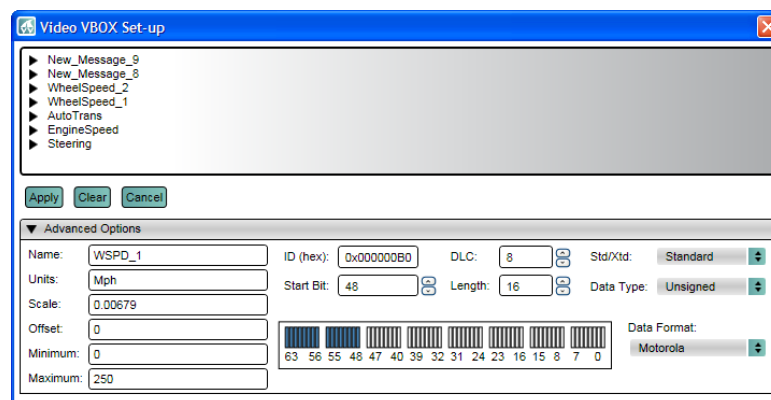 Video VBOX Set-up
New_Message_9
New_Message_8
WheelSpeed_2
WheelSpeed_1
AutoTrans
EngineSpeed
Steering
Apply Clear Cancel
Advanced Options
Name: WSPD_1 ID (hex): 0x000000B0 DLC: 8 Std/Xtd: Standard
Units: Mph Start Bit: 48 Length: 16 Data Type: Unsigned
Scale: 0.00679
Offset: 0 Data Format:
Minimum: 0 Motorola
63 56 55 48 47 40 39 32 31 24 23 16 15 8 7 0
Maximum: 250